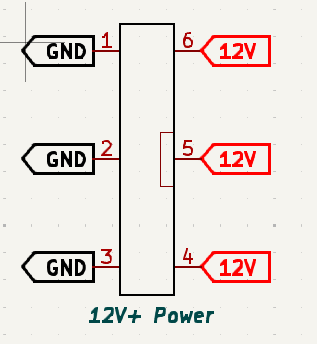 GND 1 6 12V
GND 2 5 12V
GND 3 4 12V
12V+ Power